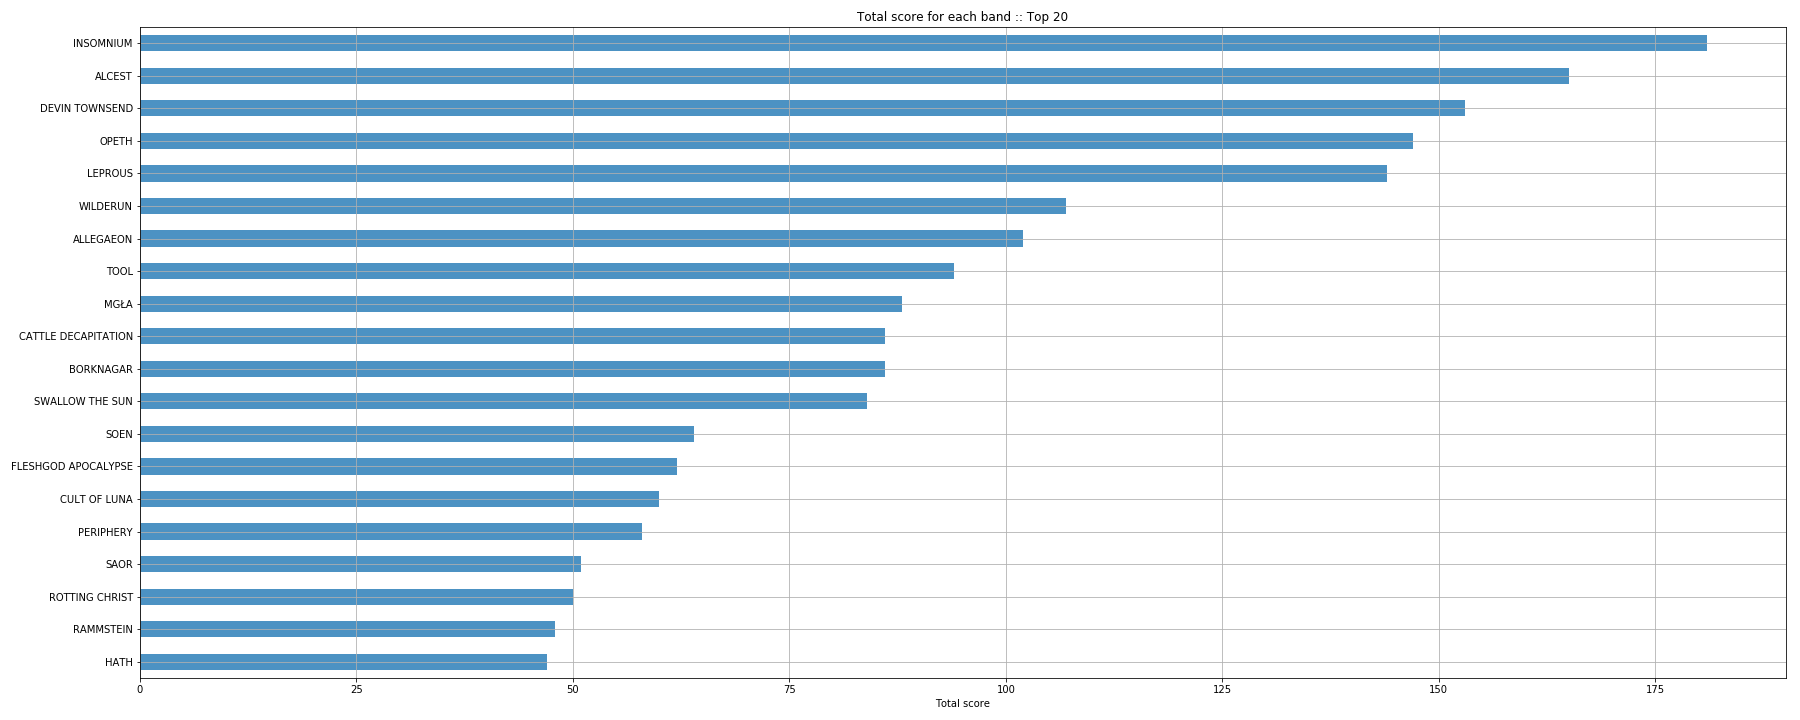 Total score for each band :: Top 20
INSOMNIUM
ALCEST
DEVIN TOWNSEND
OPETH
LEPROUS
WILDERUN
ALLEGAEON
TOOL
MGŁA
CATTLE DECAPITATION
BORKNAGAR
SWALLOW THE SUN
SOEN
FLESHGOD APOCALYPSE
CULT OF LUNA
PERIPHERY
SAOR
ROTTING CHRIST
RAMMSTEIN
HATH
0 25 50 75 100 125 150 175
Total score